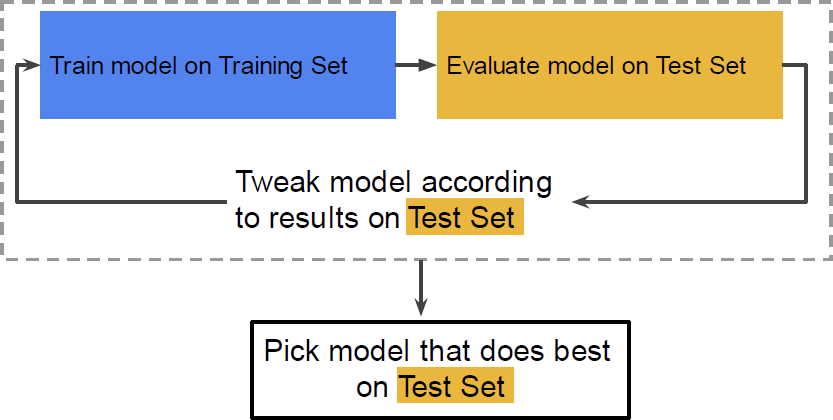 Train model on Training Set
Evaluate model on Test Set
Tweak model according
to results on Test Set
Pick model that does best
on Test Set